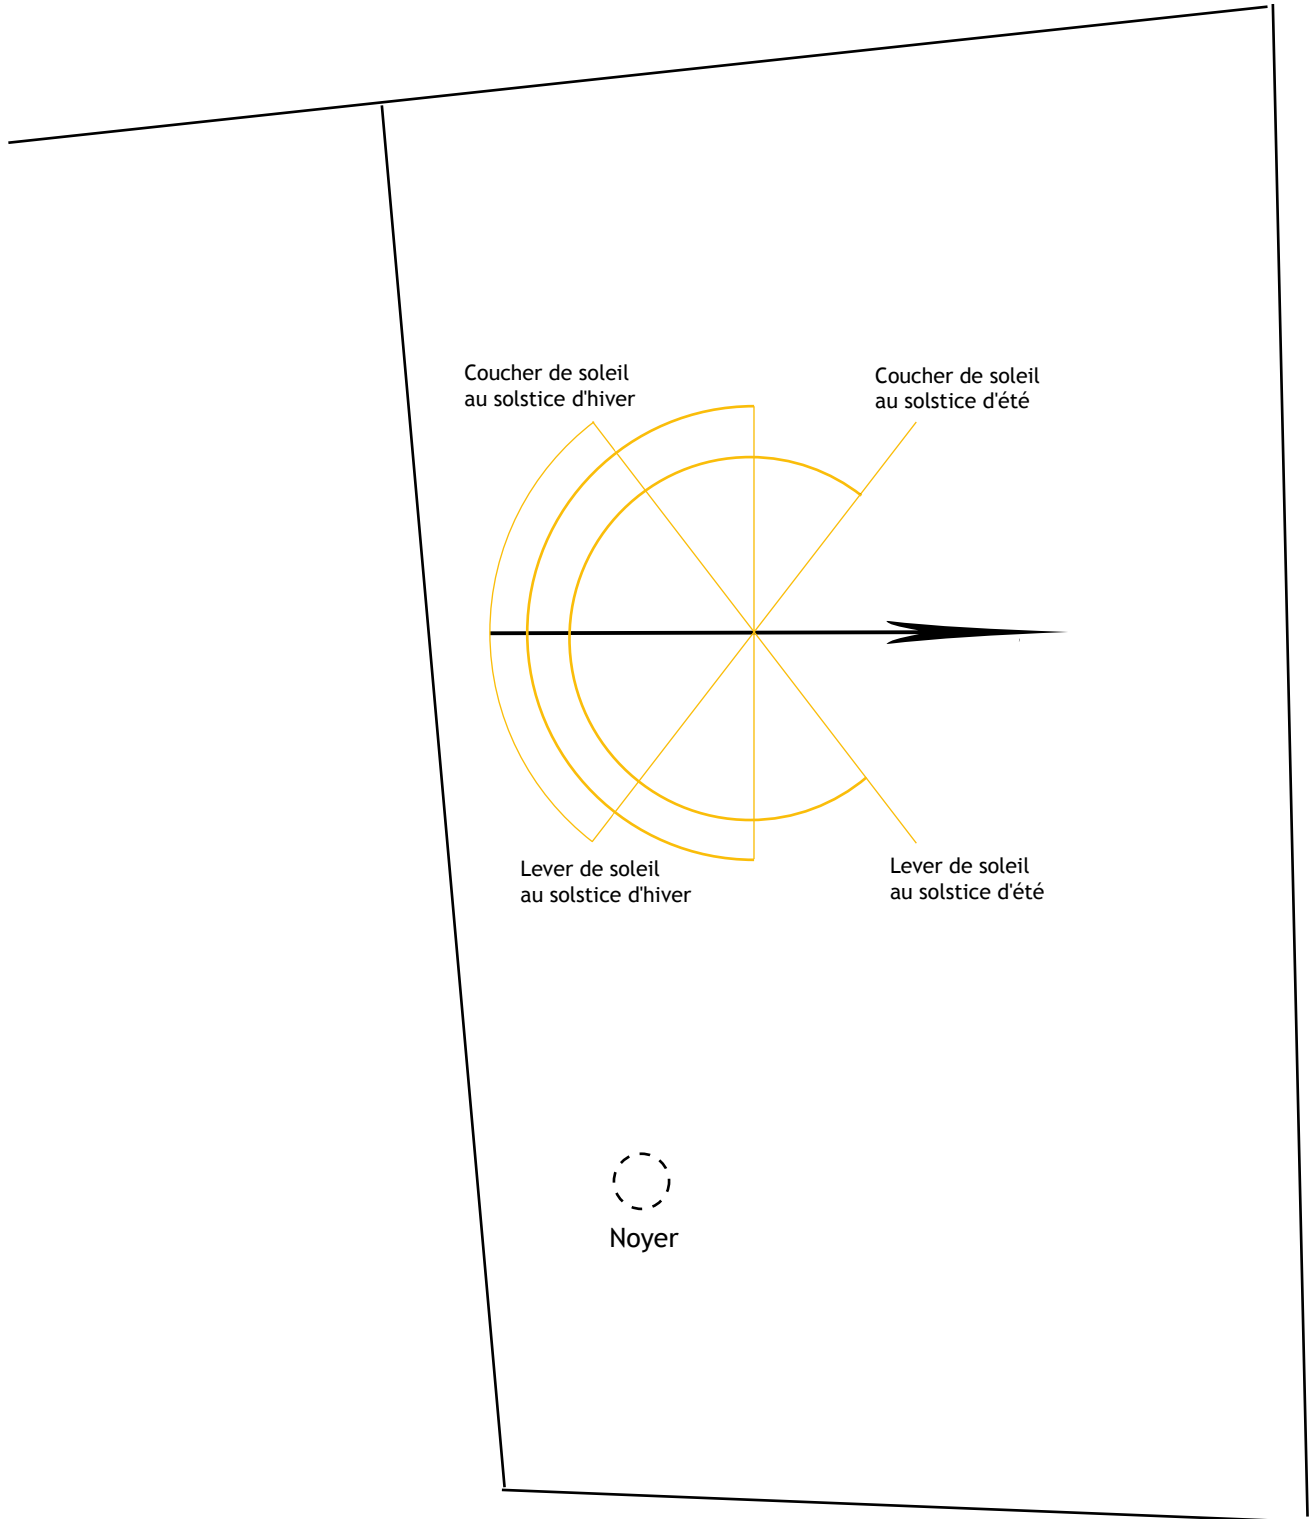 Coucher de soleil
au solstice d'hiver
Coucher de soleil
au solstice d'été
Lever de soleil
au solstice d'hiver
Lever de soleil
au solstice d'été
Noyer